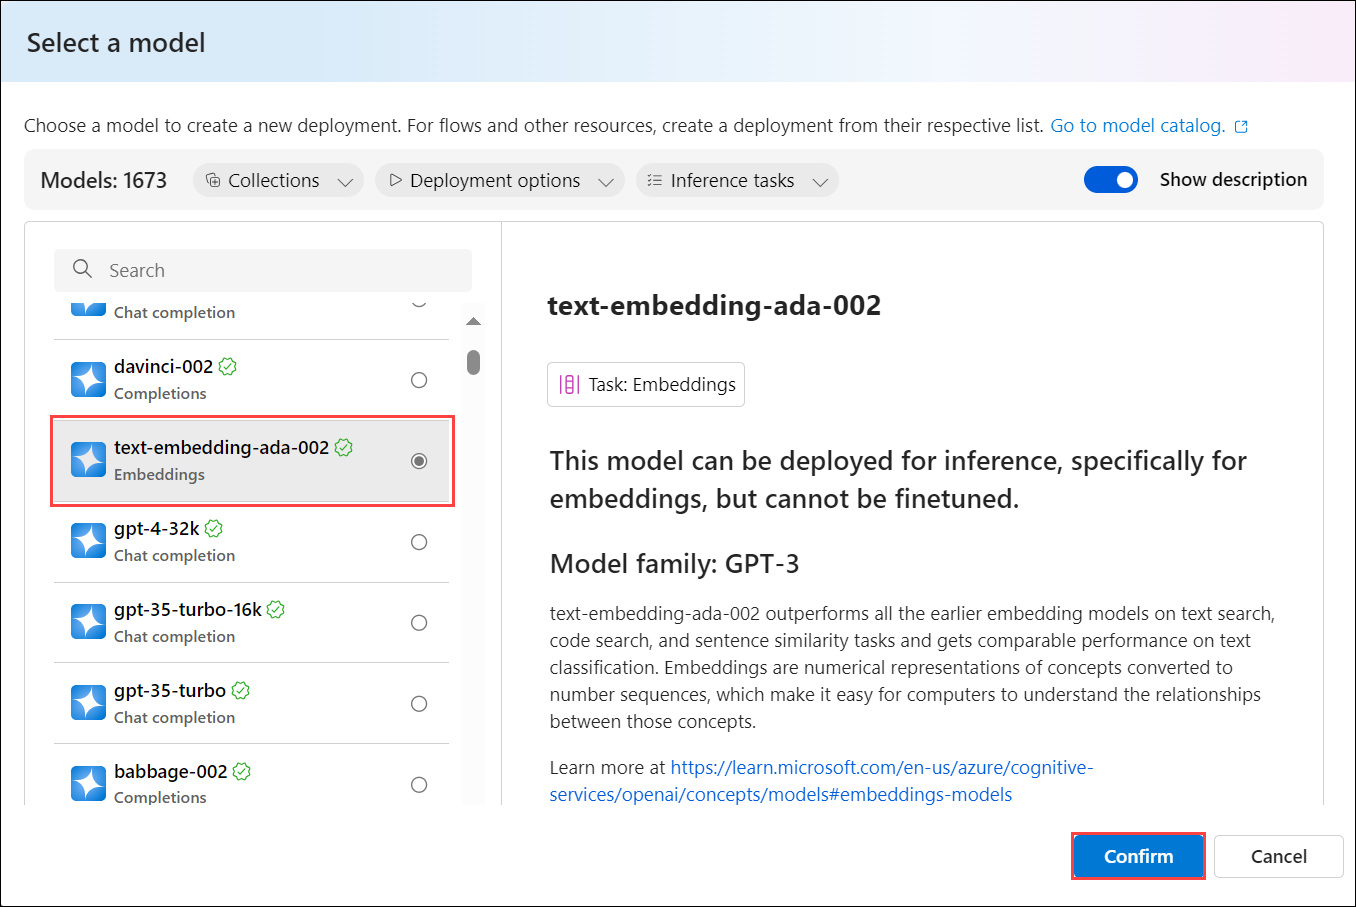 Select a model
Choose a model to create a new deployment. For flows and other resources, create a deployment from their respective list. Go to model catalog.
Models: 1673 Collections Deployment options Inference tasks Show description
Search
Chat completion
davinci-002
Completions
text-embedding-ada-002
Embeddings
gpt-4-32k
Chat completion
gpt-35-turbo-16k
Chat completion
gpt-35-turbo
Chat completion
babbage-002
Completions
text-embedding-ada-002
Task: Embeddings
This model can be deployed for inference, specifically for
embeddings, but cannot be finetuned.
Model family: GPT-3
text-embedding-ada-002 outperforms all the earlier embedding models on text search,
code search, and sentence similarity tasks and gets comparable performance on text
classification. Embeddings are numerical representations of concepts converted to
number sequences, which make it easy for computers to understand the relationships
between those concepts.
Learn more at https://learn.microsoft.com/en-us/azure/cognitive-
services/openai/concepts/models#embeddings-models
Confirm Cancel